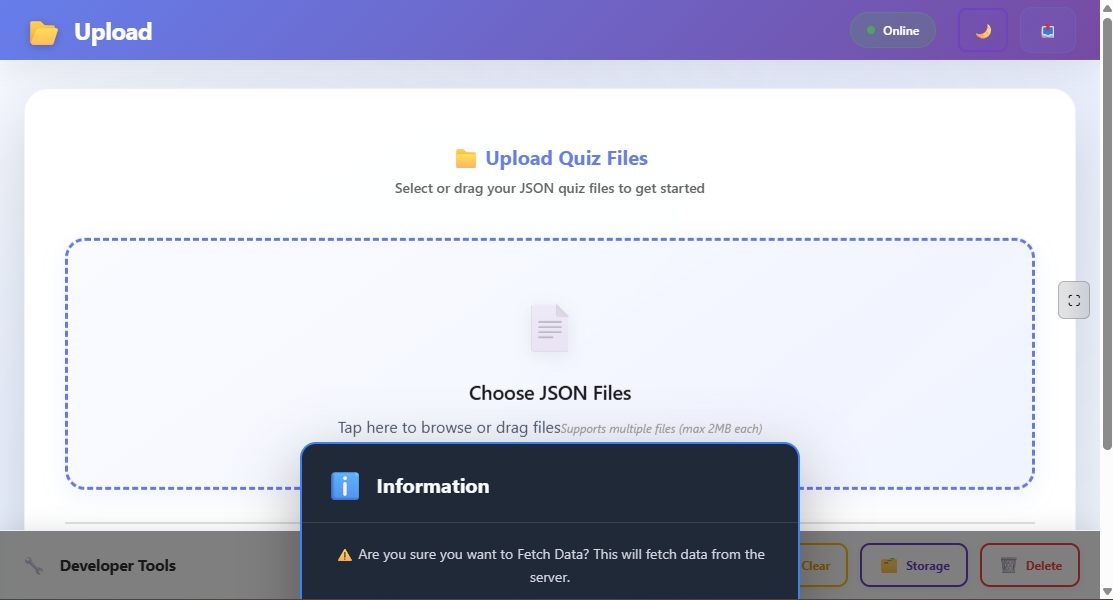 Upload
Online
Upload Quiz Files
Select or drag your JSON quiz files to get started
Choose JSON Files
Tap here to browse or drag filesSupports multiple files (max 2MB each)
Information
⚠️ Are you sure you want to Fetch Data? This will fetch data from the
server.
Developer Tools
Clear
Storage
Delete